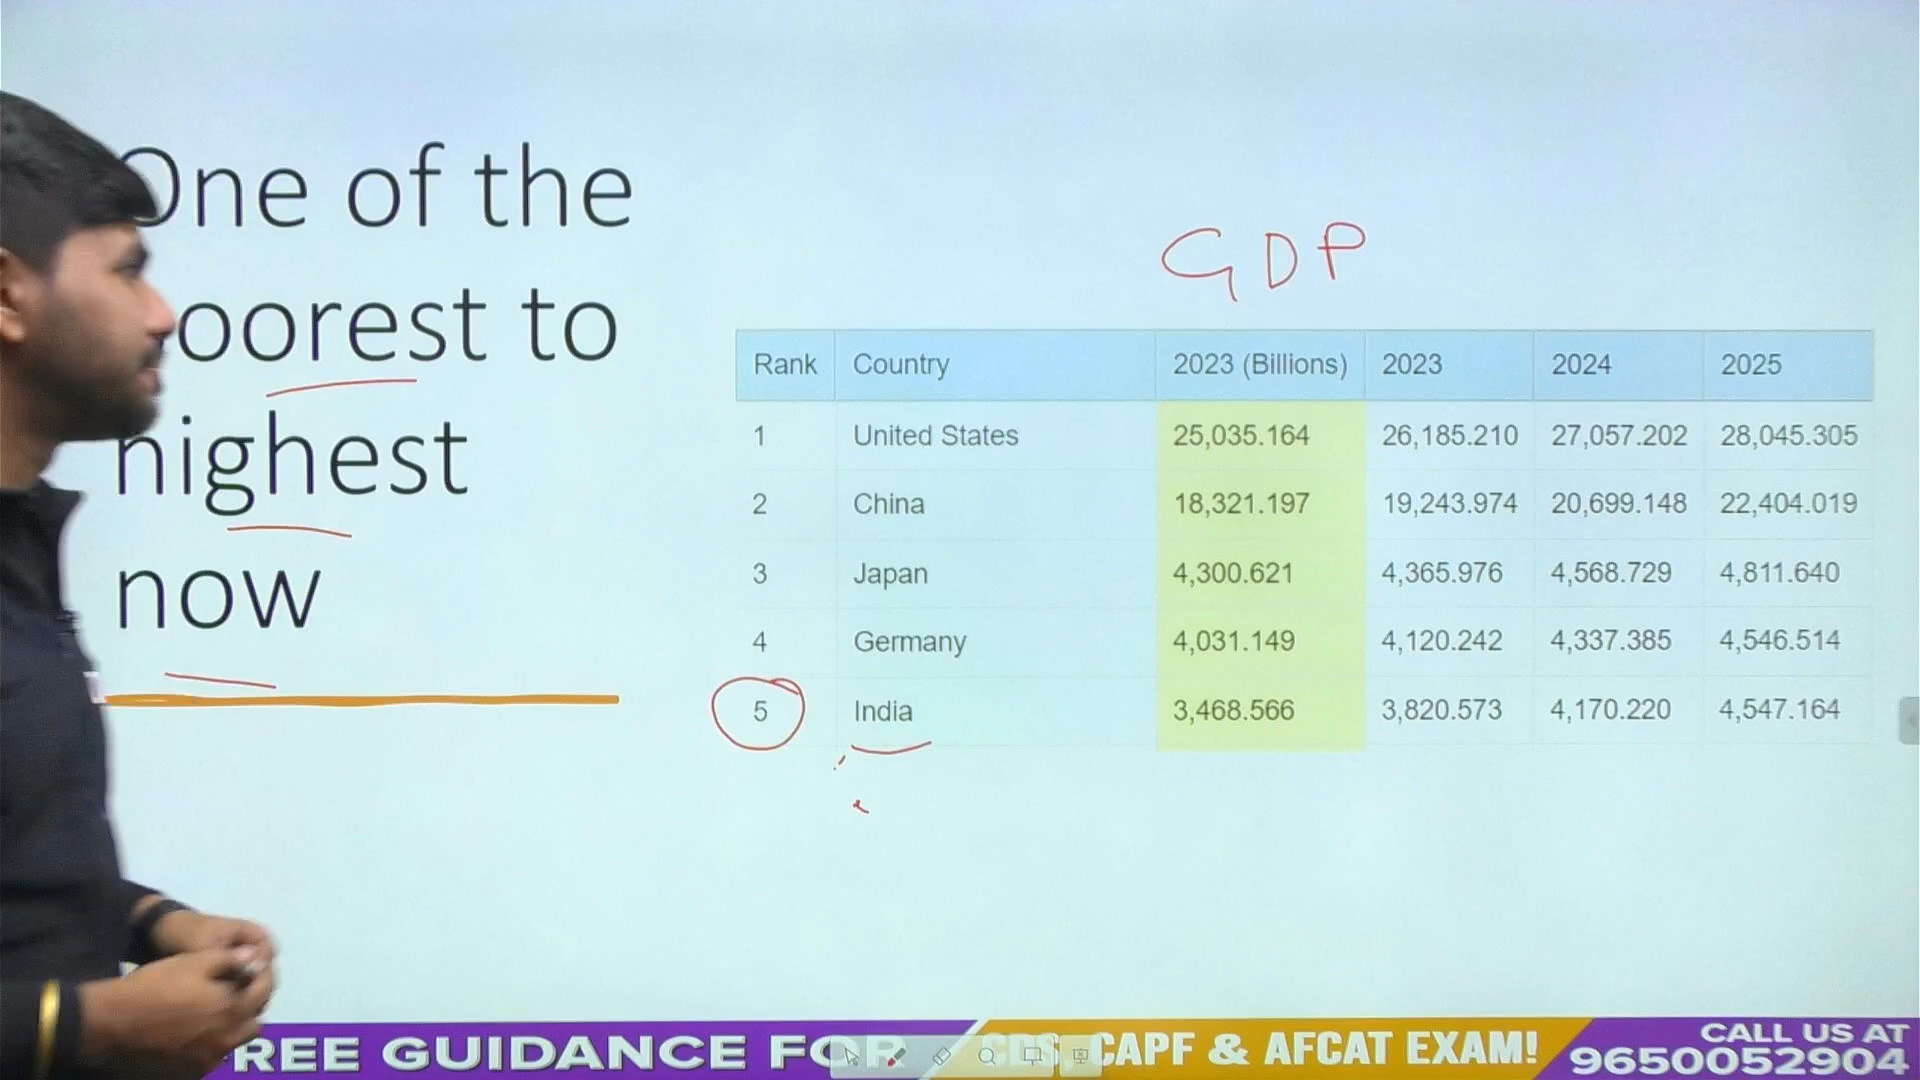 One of the
oorest to
highest
now
GDP
Rank Country 2023 (Billions) 2023 2024 2025
1 United States 25,035.164 26,185.210 27,057.202 28,045.305
2 China 18,321.197 19,243.974 20,699.148 22,404.019
3 Japan 4,300.621 4,365.976 4,568.729 4,811.640
4 Germany 4,031.149 4,120.242 4,337.385 4,546.514
5 India 3,468.566 3,820.573 4,170.220 4,547.164
FREE GUIDANCE FOR CDS, CAPF & AFCAT EXAM!
CALL US AT
9650052904